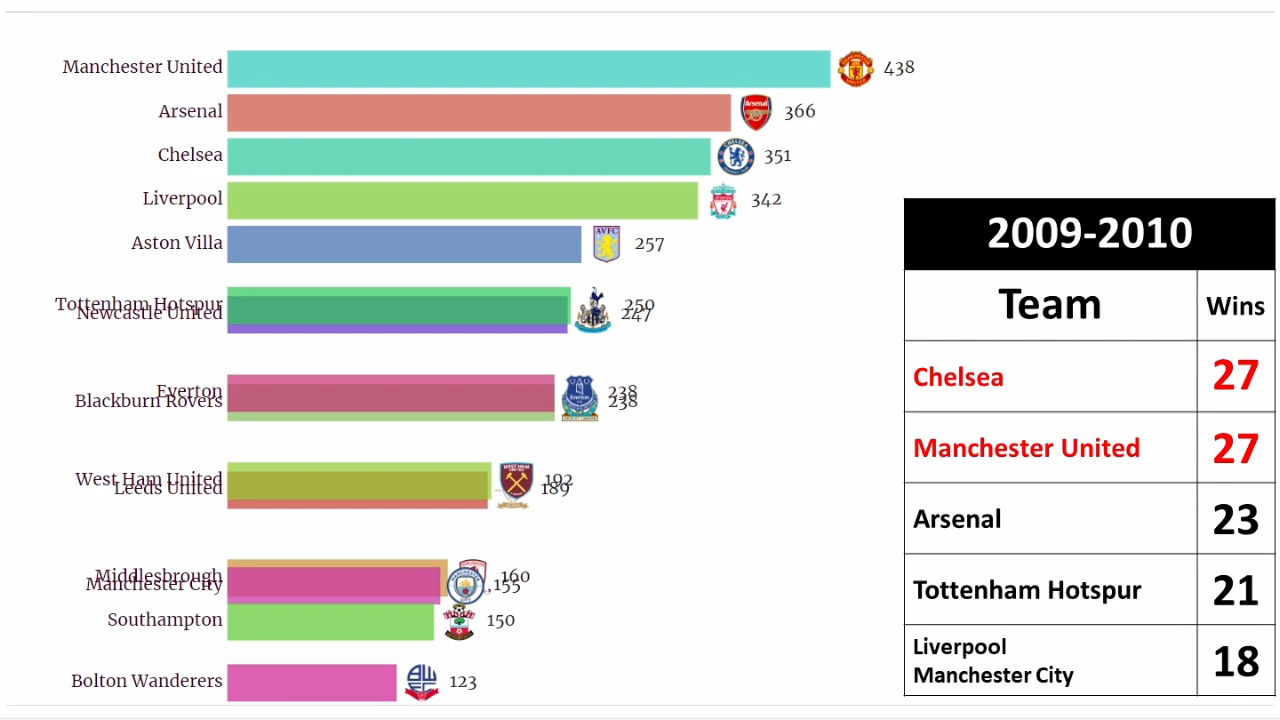 Manchester United 438
Arsenal 366
Chelsea 351
Liverpool 342
Aston Villa 257
Tottenham Hotspur 250
Newcastle United 247
Everton 238
Blackburn Rovers 238
West Ham United 192
Leeds United 189
Middlesbrough 160
Manchester City 155
Southampton 150
Bolton Wanderers 123
2009-2010
Team Wins
Chelsea 27
Manchester United 27
Arsenal 23
Tottenham Hotspur 21
Liverpool
Manchester City 18